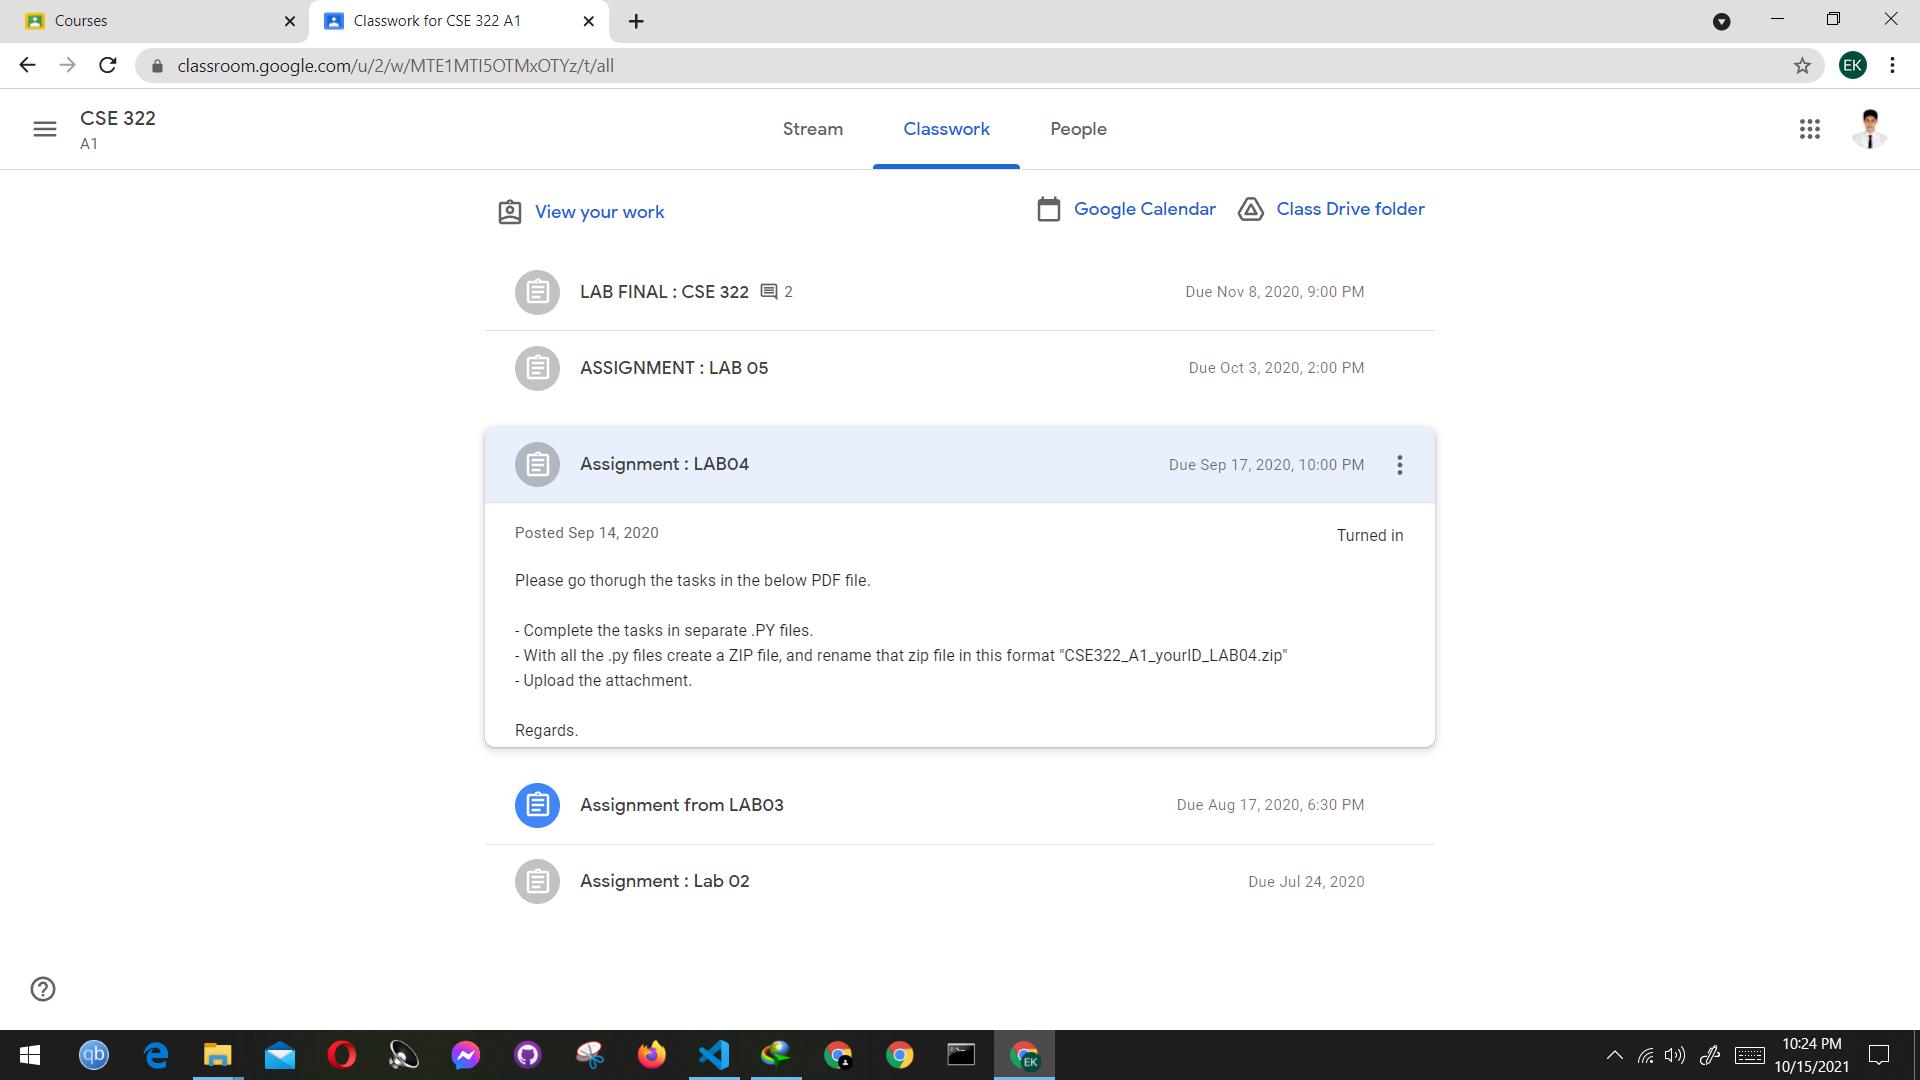 Courses
Classwork for CSE 322 A1
classroom.google.com/u/2/w/MTE1MTI5OTMxOTYz/t/all
EK
CSE 322
A1
Stream
Classwork
People
View your work
Google Calendar
Class Drive folder
LAB FINAL : CSE 322
2
Due Nov 8, 2020, 9:00 PM
ASSIGNMENT : LAB 05
Due Oct 3, 2020, 2:00 PM
Assignment : LAB04
Due Sep 17, 2020, 10:00 PM
Posted Sep 14, 2020
Turned in
Please go thorugh the tasks in the below PDF file.
- Complete the tasks in separate .PY files.
- With all the .py files create a ZIP file, and rename that zip file in this format "CSE322_A1_yourID_LAB04.zip"
- Upload the attachment.
Regards.
Assignment from LAB03
Due Aug 17, 2020, 6:30 PM
Assignment : Lab 02
Due Jul 24, 2020
qb
EK
10:24 PM
10/15/2021